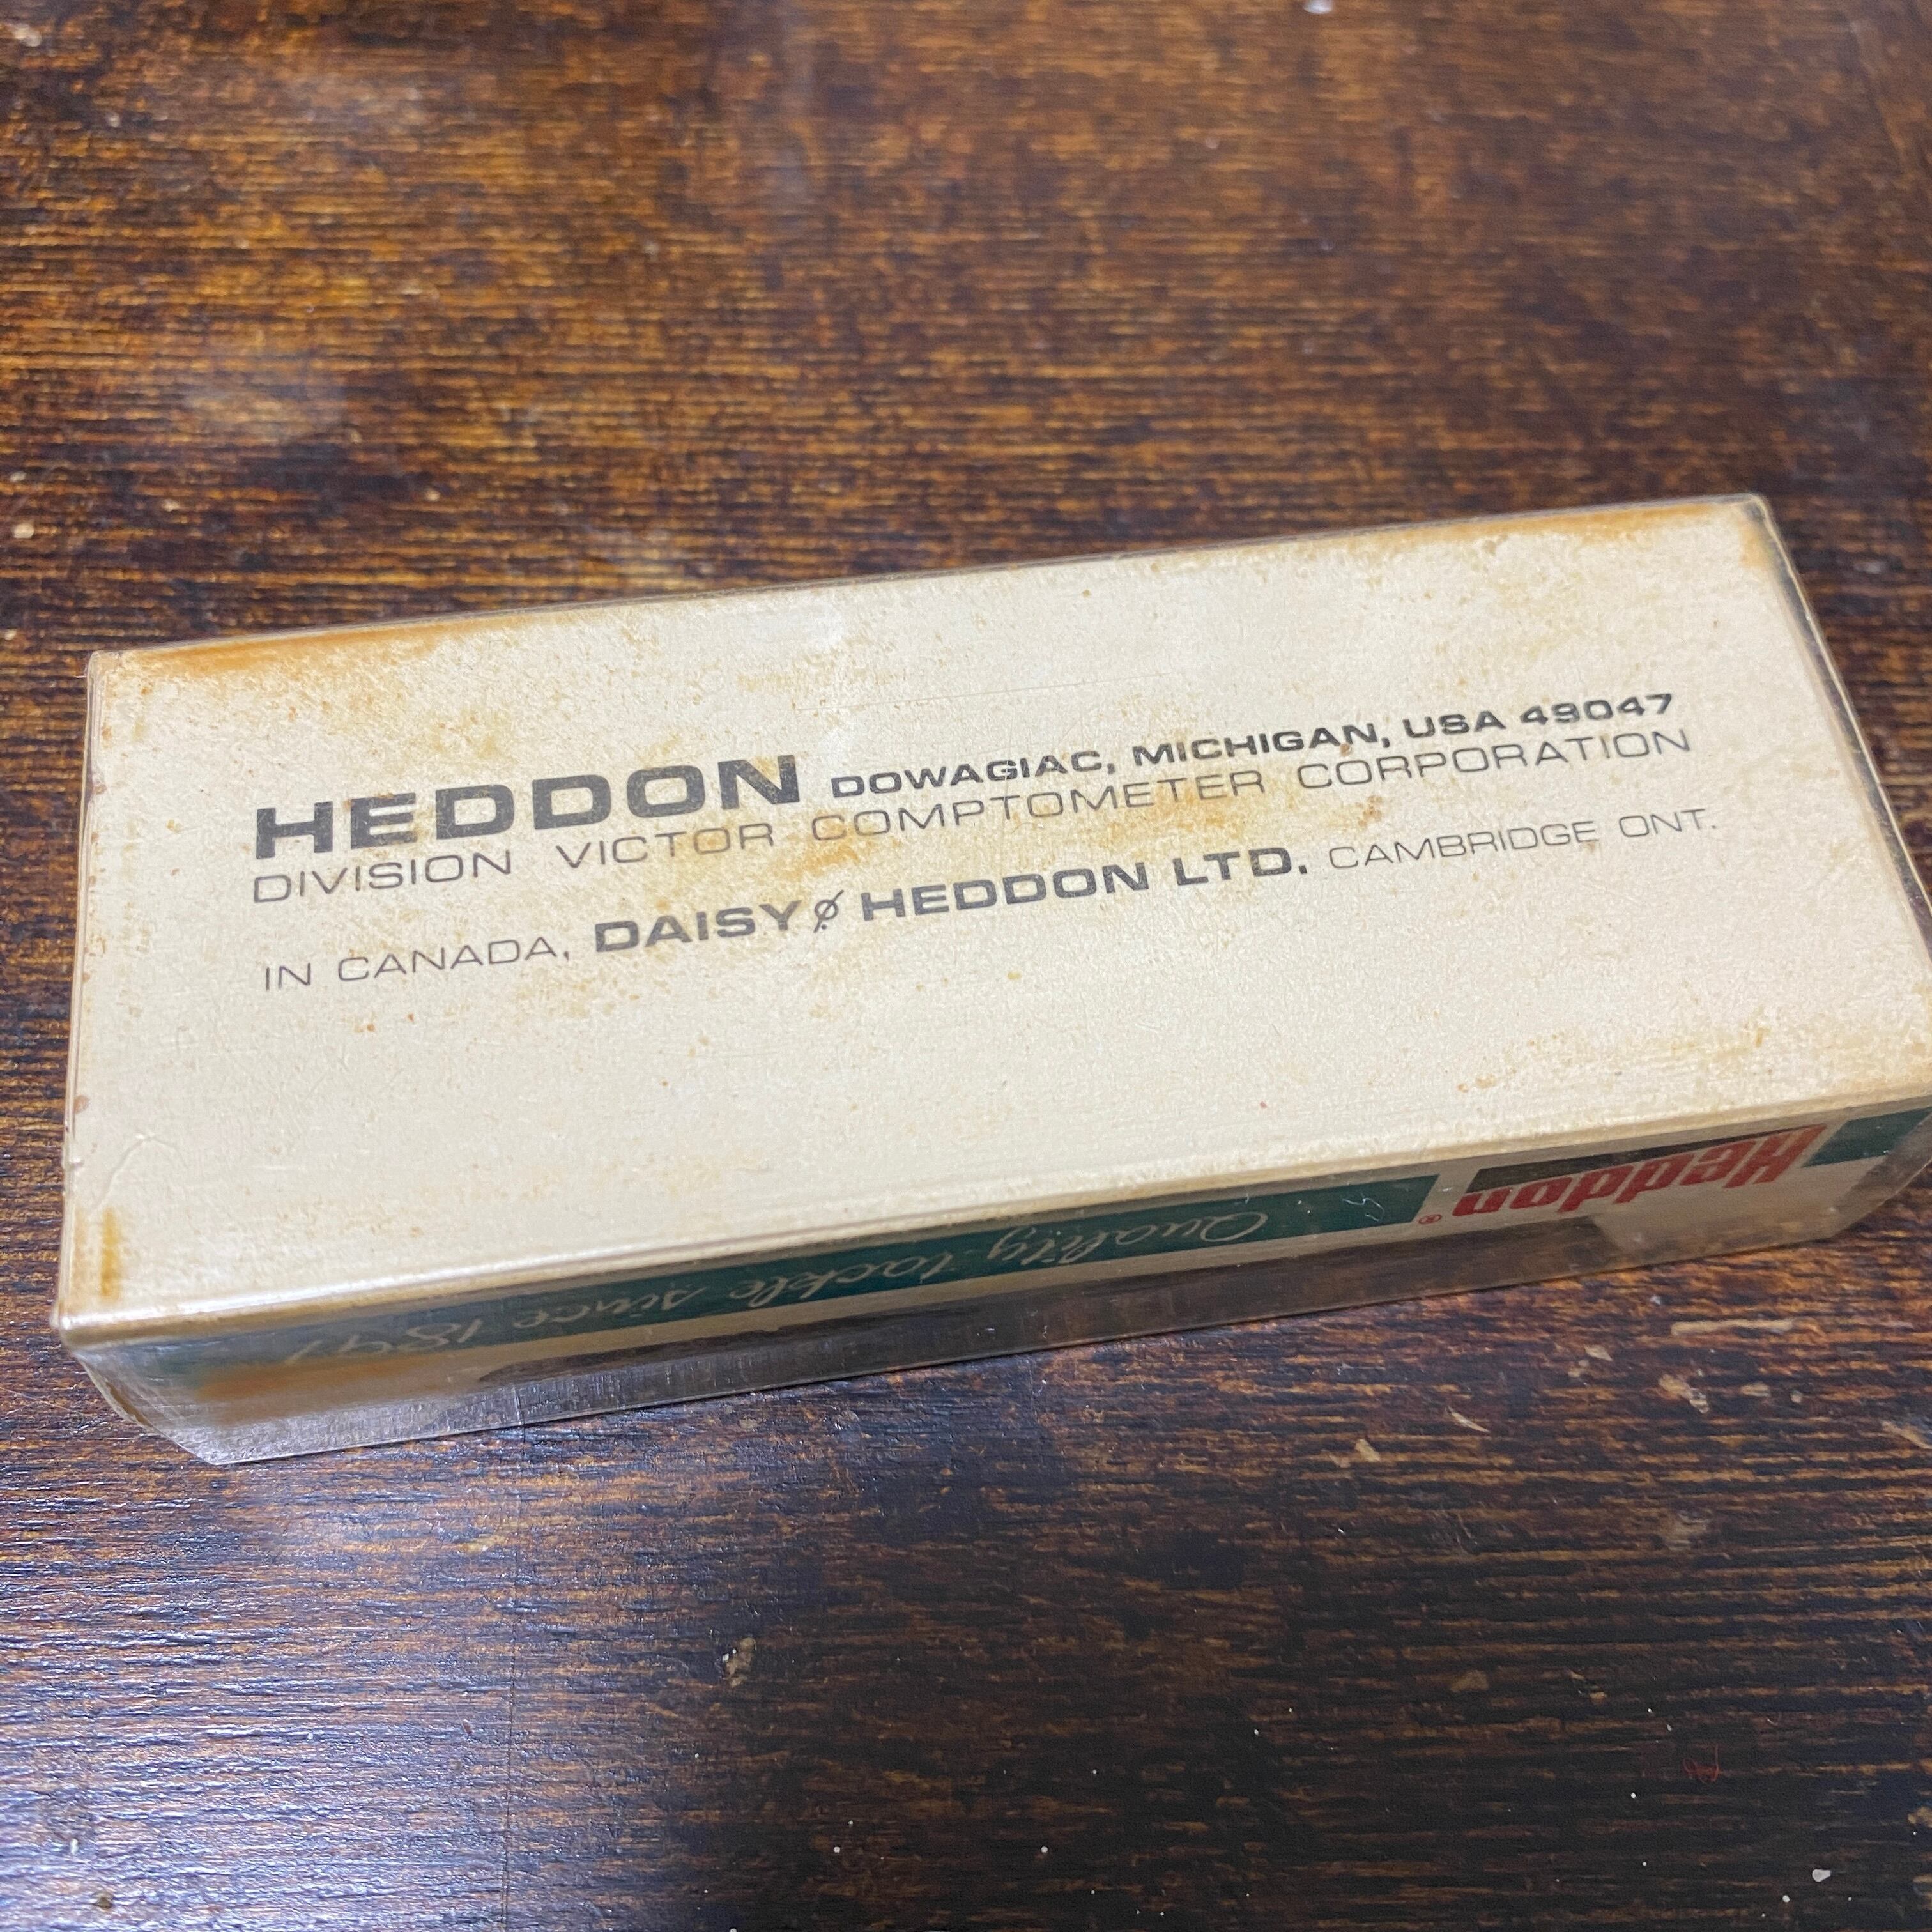 HEDDON DOWAGIAC, MICHIGAN, USA 49047
DIVISION VICTOR COMPTOMETER CORPORATION
IN CANADA, DAISY Heddon LTD. CAMBRIDGE ONT.
Heddon®
Quality tackle since 1897